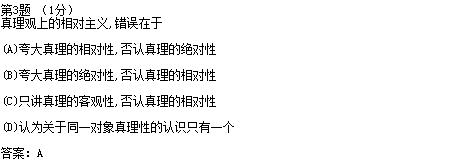 第3题 （1分）
真理观上的相对主义,错误在于
(A)夸大真理的相对性,否认真理的绝对性
(B)夸大真理的绝对性,否认真理的相对性
(C)只讲真理的客观性,否认真理的相对性
(D)认为关于同一对象真理性的认识只有一个
答案: A